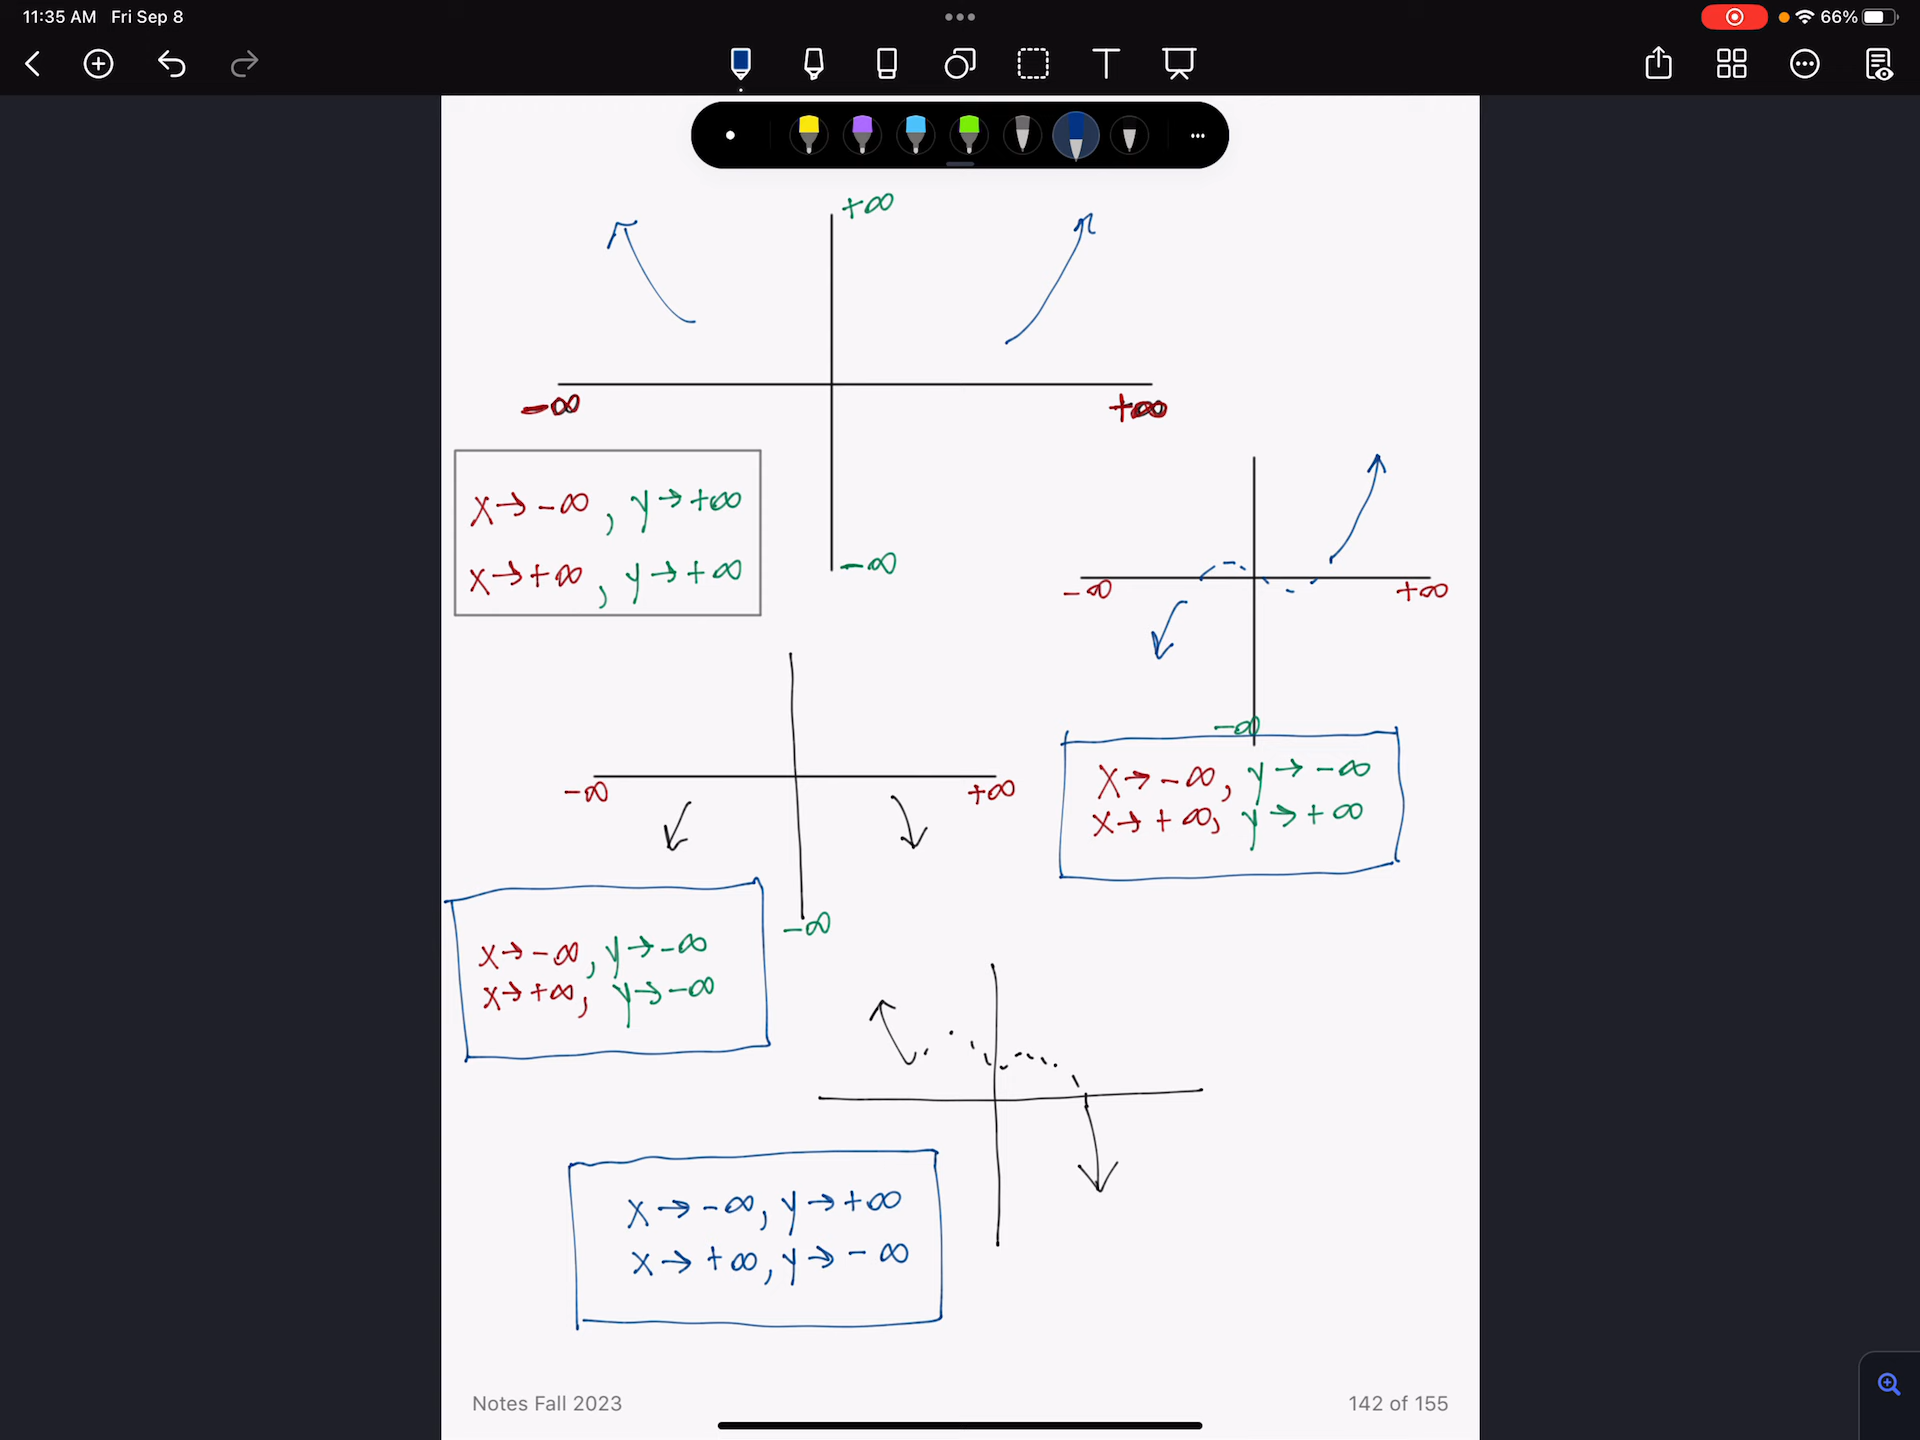 11:35 AM Fri Sep 8
66%
+∞
-∞
+∞
x→-∞, y→+∞
x→+∞, y→+∞
-∞
-∞
+∞
-∞
x→-∞, y→-∞
x→+∞, y→+∞
-∞
+∞
-∞
x→-∞, y→-∞
x→+∞, y→-∞
x→-∞, y→+∞
x→+∞, y→-∞
Notes Fall 2023
142 of 155